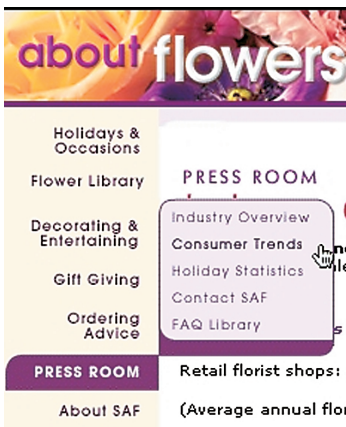 about flowers
Holidays &
Occasions
Flower Library
PRESS ROOM
Industry Overview
Decorating &
Entertaining
Consumer Trends
Holiday Statistics
Gift Giving
Contact SAF
Ordering
Advice
FAQ Library
PRESS ROOM
Retail florist shops:
About SAF
(Average annual flo